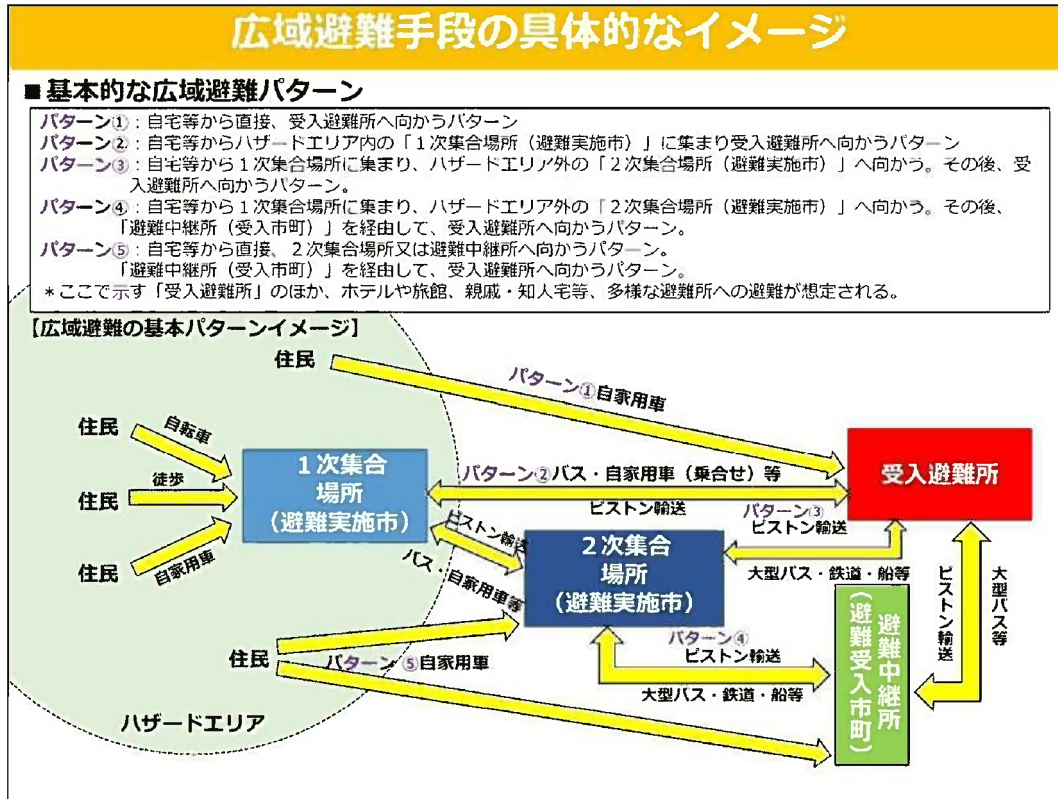 広域避難手段の具体的なイメージ
■基本的な広域避難パターン
パターン①：自宅等から直接、受入避難所へ向かうパターン
パターン②：自宅等からハザードエリア内の「１次集合場所（避難実施市）」に集まり受入避難所へ向かうパターン
パターン③：自宅等から１次集合場所に集まり、ハザードエリア外の「２次集合場所（避難実施市）」へ向かう。その後、受
入避難所へ向かうパターン。
パターン④：自宅等から１次集合場所に集まり、ハザードエリア外の「２次集合場所（避難実施市）」へ向かう。その後、
「避難中継所（受入市町）」を経由して、受入避難所へ向かうパターン。
パターン⑤：自宅等から直接、２次集合場所又は避難中継所へ向かうパターン。
「避難中継所（受入市町）」を経由して、受入避難所へ向かうパターン。
＊ここで示す「受入避難所」のほか、ホテルや旅館、親戚・知人宅等、多様な避難所への避難が想定される。
【広域避難の基本パターンイメージ】
住民
パターン①自家用車
住民
自転車
住民
徒歩
住民
自家用車
１次集合
場所
（避難実施市）
パターン②バス・自家用車（乗合せ）等
ピストン輸送
受入避難所
パターン③
ピストン輸送
大型バス・鉄道・船等
ピストン輸送
バス・自家用車等
２次集合
場所
（避難実施市）
パターン④
ピストン輸送
大型バス・鉄道・船等
住民
パターン⑤自家用車
避難中継所
（避難受入市町）
ピストン輸送
大型バス等
ハザードエリア